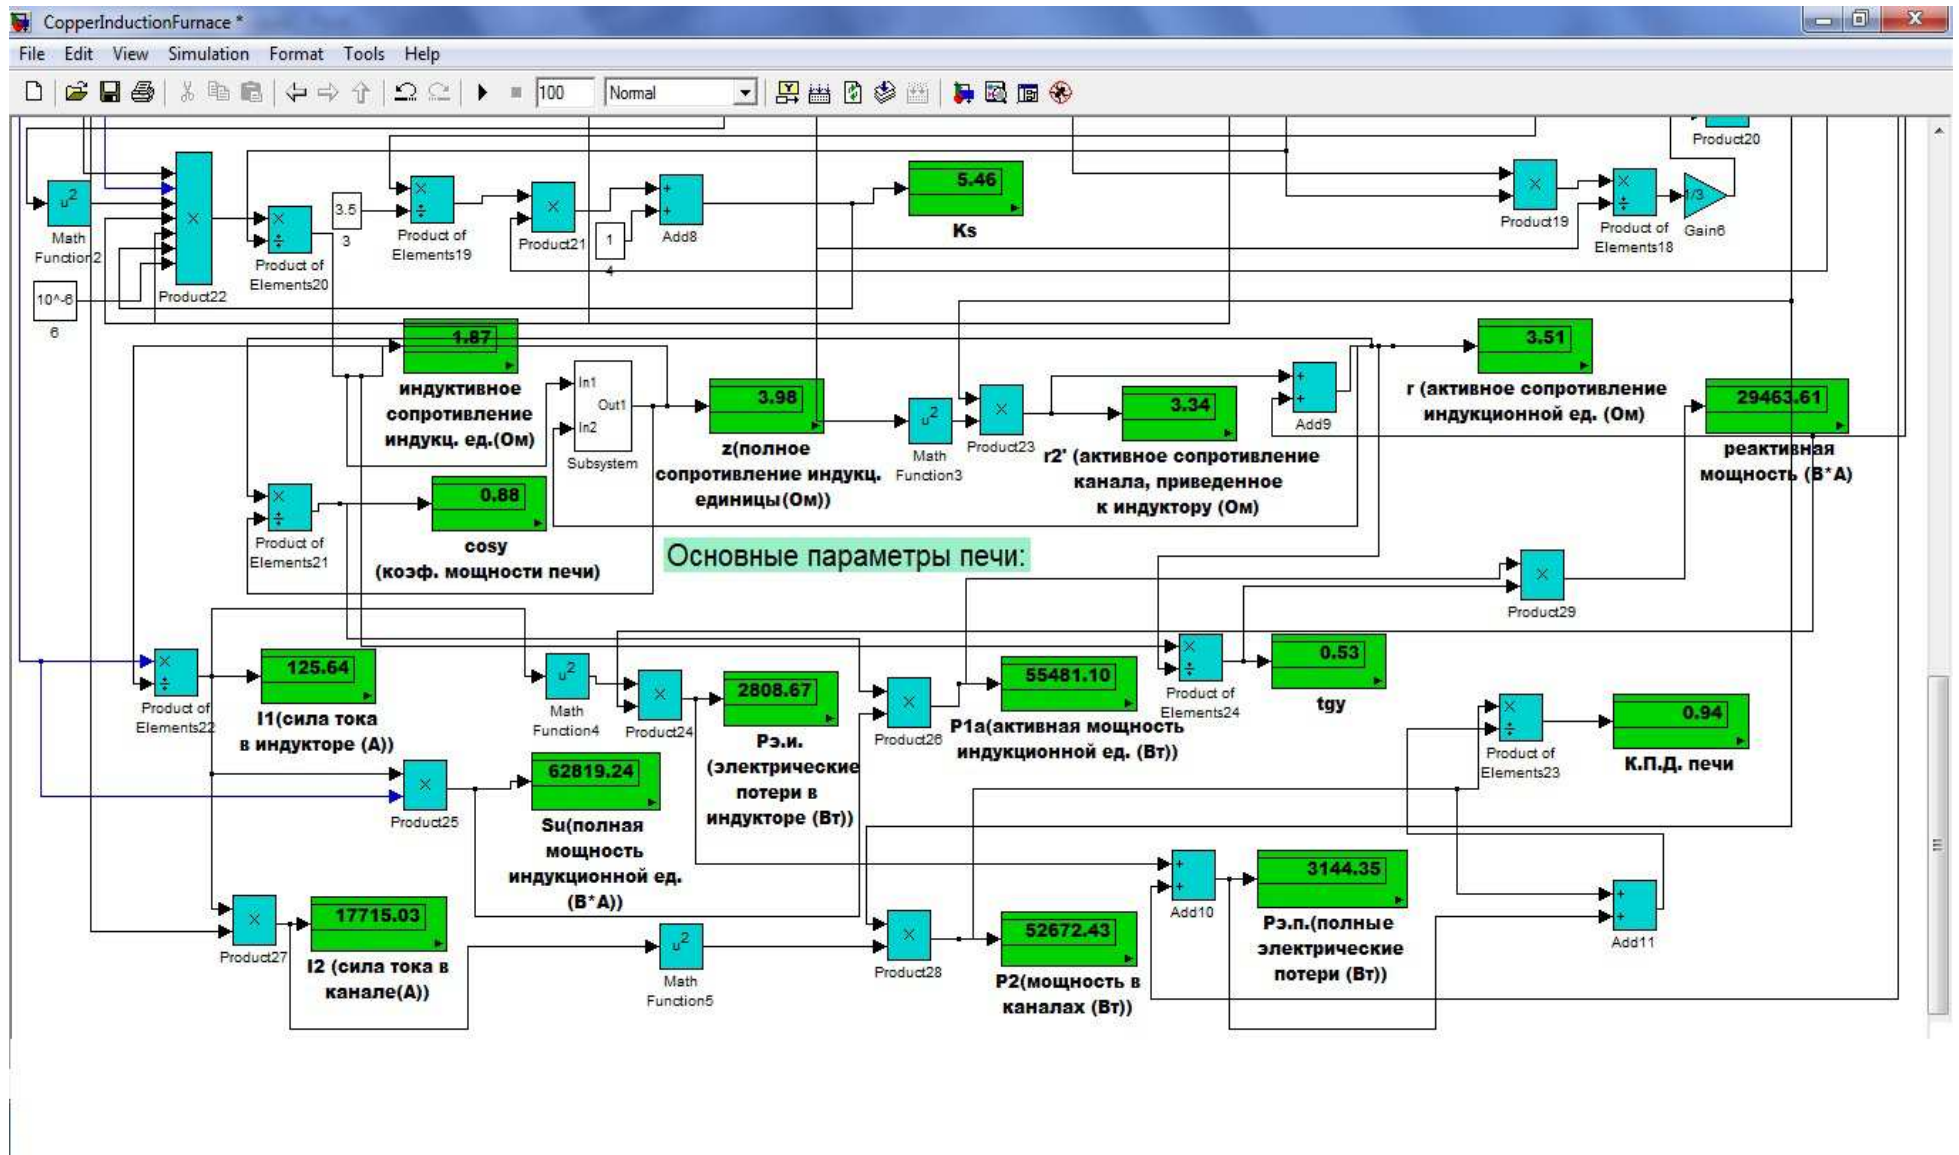 CopperInductionFurnace *
File Edit View Simulation Format Tools Help
100 Normal
Product20
u²
Math
Function2
10^-6
6
×
Product22
×
÷
Product of
Elements20
3.5
3
×
÷
Product of
Elements19
×
Product21
1
4
+
+
Add8
5.46
Ks
×
Product19
×
÷
Product of
Elements18
1/3
Gain6
1.87
индуктивное
сопротивление
индукц. ед.(Ом)
In1
In2
Out1
Subsystem
3.98
z(полное
сопротивление индукц.
единицы(Ом))
u²
Math
Function3
×
Product23
3.34
r2' (активное сопротивление
канала, приведенное
к индуктору (Ом)
+
+
Add9
3.51
r (активное сопротивление
индукционной ед. (Ом)
29463.61
реактивная
мощность (В*А)
×
÷
Product of
Elements21
0.88
cosy
(коэф. мощности печи)
Основные параметры печи:
×
Product29
×
÷
Product of
Elements22
125.64
I1(сила тока
в индукторе (А))
u²
Math
Function4
×
Product24
2808.67
Рэ.и.
(электрические
потери в
индукторе (Вт))
×
Product26
55481.10
P1a(активная мощность
индукционной ед. (Вт))
×
÷
Product of
Elements24
0.53
tgy
×
÷
Product of
Elements23
0.94
К.П.Д. печи
×
Product25
62819.24
Su(полная
мощность
индукционной ед.
(В*А))
×
Product27
17715.03
I2 (сила тока в
канале(А))
u²
Math
Function5
×
Product28
52672.43
P2(мощность в
каналах (Вт))
+
+
Add10
3144.35
Рэ.п.(полные
электрические
потери (Вт))
+
+
Add11